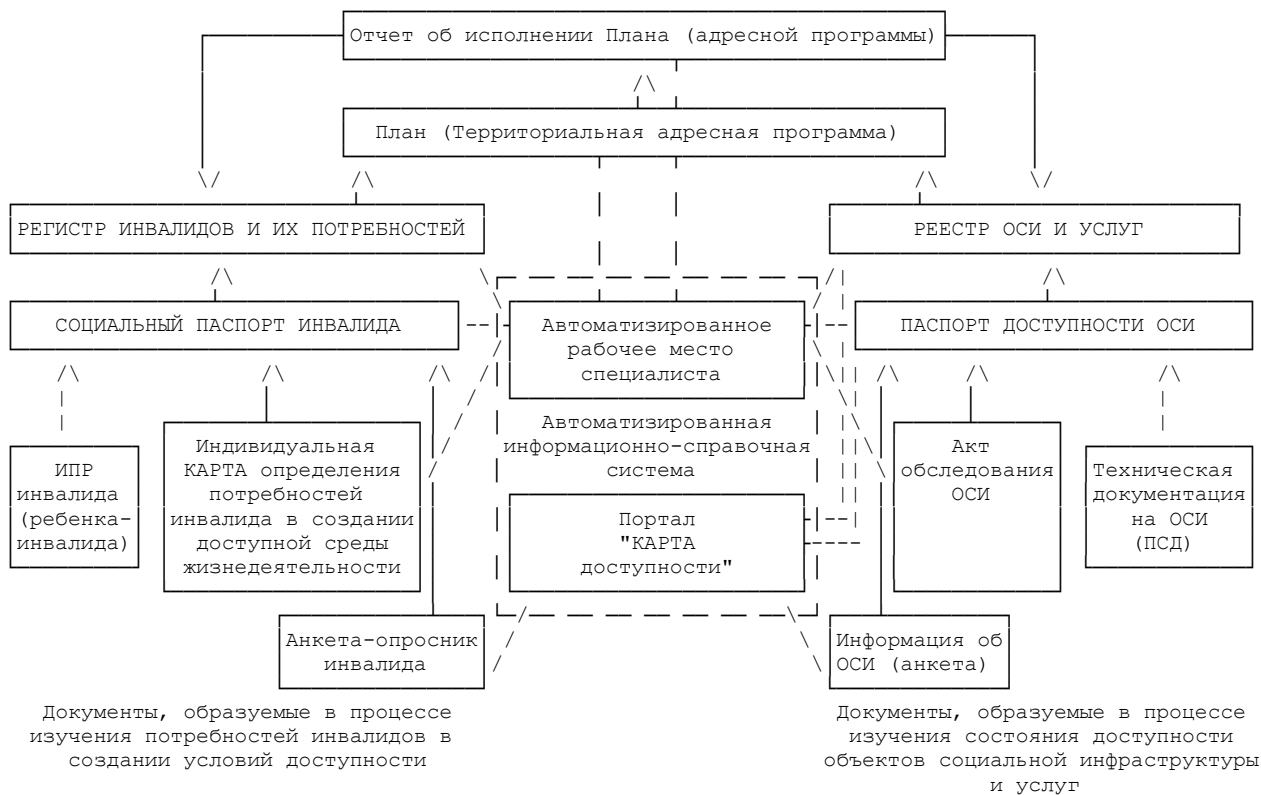 Отчет об исполнении Плана (адресной программы)
План (Территориальная адресная программа)
РЕГИСТР ИНВАЛИДОВ И ИХ ПОТРЕБНОСТЕЙ
РЕЕСТР ОСИ И УСЛУГ
СОЦИАЛЬНЫЙ ПАСПОРТ ИНВАЛИДА
Автоматизированное
рабочее место
специалиста
ПАСПОРТ ДОСТУПНОСТИ ОСИ
Автоматизированная
информационно-справочная
система
ИПР
инвалида
(ребенка-
инвалида)
Индивидуальная
КАРТА определения
потребностей
инвалида в создании
доступной среды
жизнедеятельности
Портал
"КАРТА
доступности"
Акт
обследования
ОСИ
Техническая
документация
на ОСИ
(ПСД)
Анкета-опросник
инвалида
Информация об
ОСИ (анкета)
Документы, образуемые в процессе
изучения потребностей инвалидов в
создании условий доступности
Документы, образуемые в процессе
изучения состояния доступности
объектов социальной инфраструктуры
и услуг